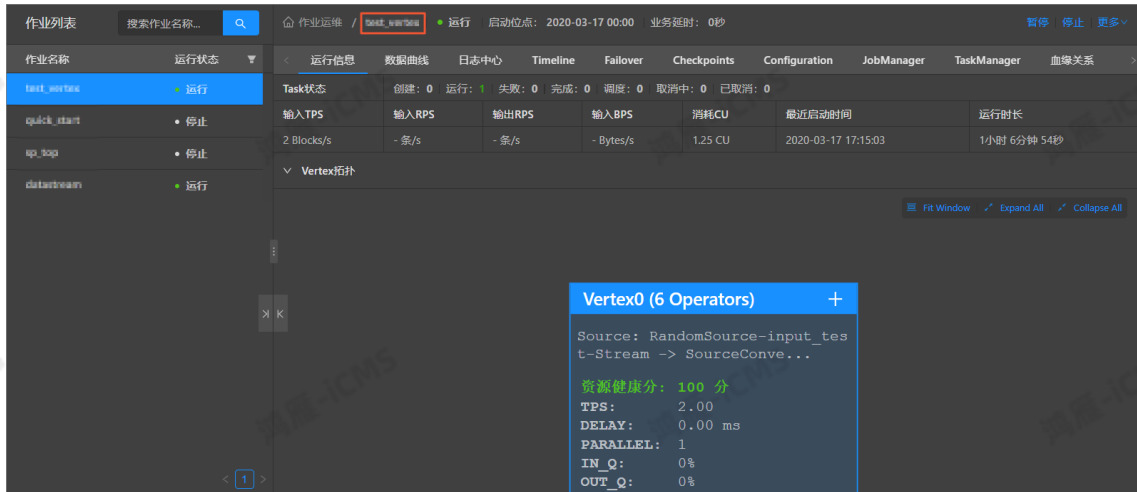 作业列表 搜索作业名称...
作业运维 / test_vertex 运行 启动位点: 2020-03-17 00:00 业务延时: 0秒 暂停 停止 更多
作业名称 运行状态
运行信息 数据曲线 日志中心 Timeline Failover Checkpoints Configuration JobManager TaskManager 血缘关系
test_vertex 运行
Task状态 创建: 0 运行: 1 失败: 0 完成: 0 调度: 0 取消中: 0 已取消: 0
quick_start 停止
输入TPS 输入RPS 输出RPS 输入BPS 消耗CU 最近启动时间 运行时长
2 Blocks/s - 条/s - 条/s - Bytes/s 1.25 CU 2020-03-17 17:15:03 1小时 6分钟 54秒
停止
Vertex拓扑
datastream 运行
Fit Window Expand All Collapse All
Vertex0 (6 Operators) +
Source: RandomSource-input_tes
t-Stream -> SourceConve...
资源健康分: 100 分
TPS: 2.00
DELAY: 0.00 ms
PARALLEL: 1
IN_Q: 0%
OUT_Q: 0%
< 1 >